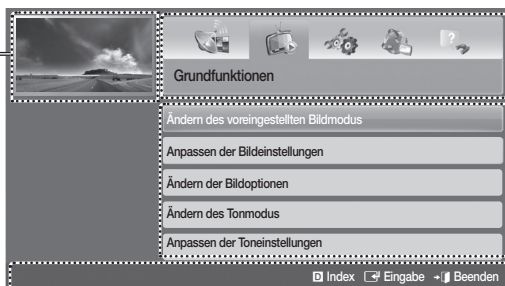 Grundfunktionen
Ändern des voreingestellten Bildmodus
Anpassen der Bildeinstellungen
Ändern der Bildoptionen
Ändern des Tonmodus
Anpassen der Toneinstellungen
D Index Eingabe Beenden